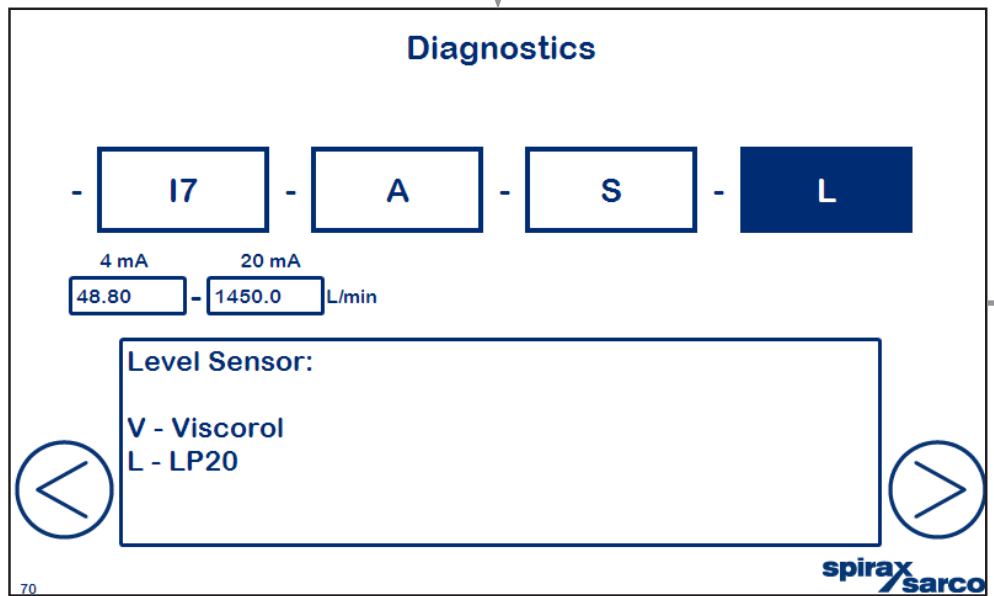 Diagnostics
- I7 - A - S - L
4 mA 20 mA
48.80 - 1450.0 L/min
Level Sensor:
V - Viscorol
L - LP20
70
spirax
sarco